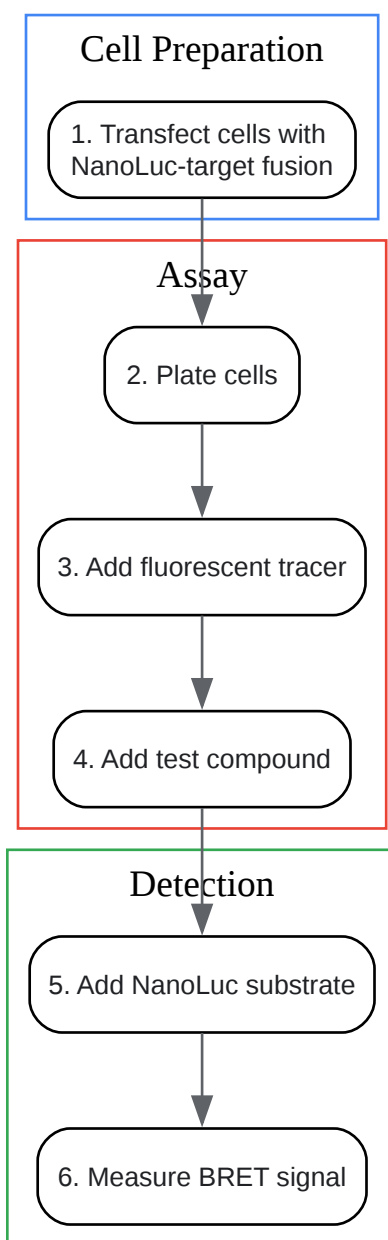 Cell Preparation
1. Transfect cells with
NanoLuc-target fusion
Assay
2. Plate cells
3. Add fluorescent tracer
4. Add test compound
Detection
5. Add NanoLuc substrate
6. Measure BRET signal